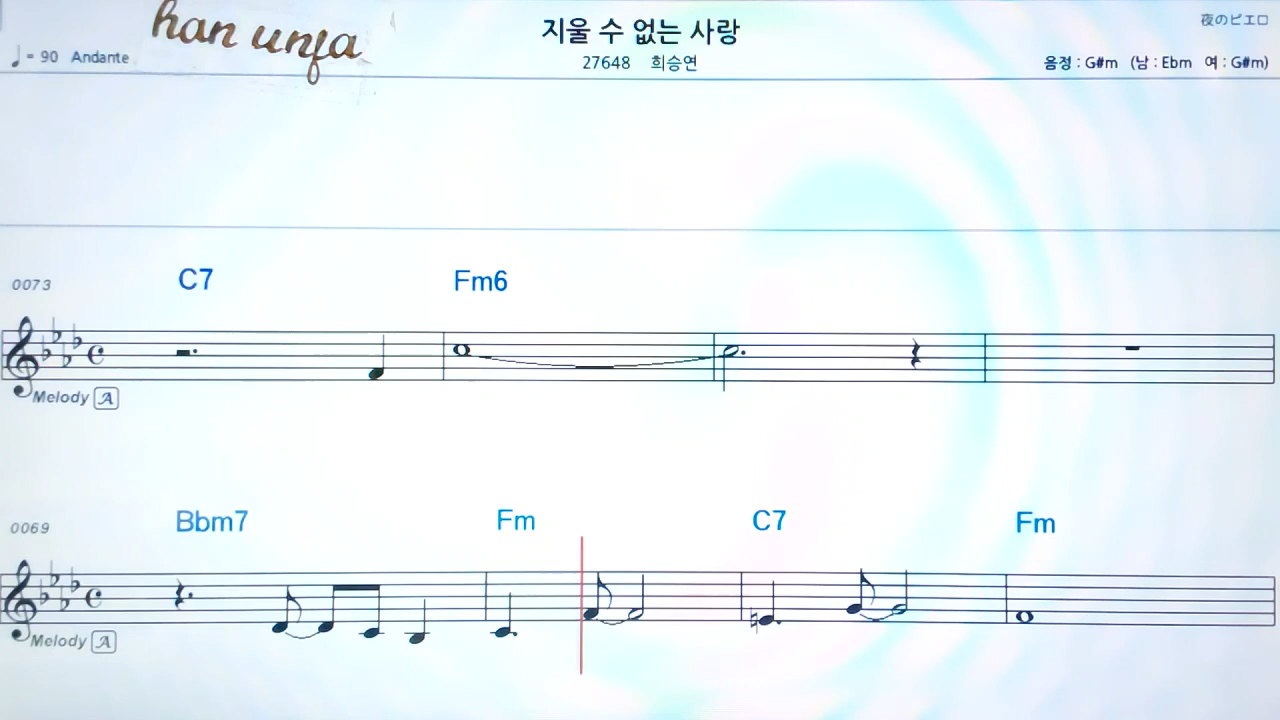 han unfa
지울 수 없는 사랑
夜のピエロ
♩= 90 Andante
27648 희승연
음정 : G#m (남 : Ebm 여 : G#m)
C7 Fm6
0073
Melody A
Bbm7 Fm C7 Fm
0069
Melody A